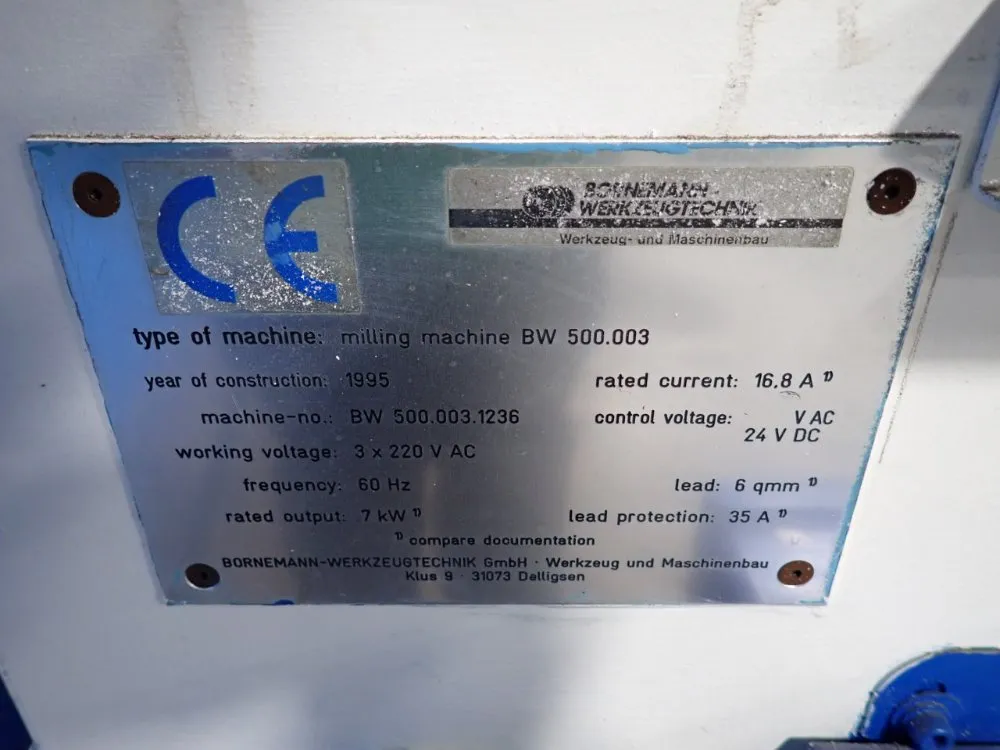 CE
BORNEMANN
WERKZEUGTECHNIK
Werkzeug- und Maschinenbau
type of machine: milling machine BW 500.003
year of construction: 1995 rated current: 16.8 A 1)
machine-no.: BW 500.003.1236 control voltage: V AC
24 V DC
working voltage: 3 x 220 V AC
frequency: 60 Hz lead: 6 qmm 1)
rated output: 7 kW 1) lead protection: 35 A 1)
1) compare documentation
BORNEMANN-WERKZEUGTECHNIK GmbH · Werkzeug und Maschinenbau
Klus 9 · 31073 Delligsen